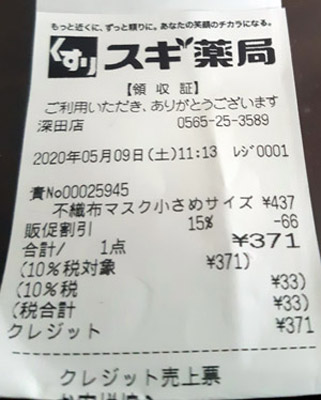 もっと近くに、ずっと頼りに。あなたの笑顔のチカラになる。
くすり スギ薬局
【領収証】
ご利用いただき、ありがとうございます
深田店 0565-25-3589
2020年05月09日(土)11:13 レジ0001
責No00025945
不織布マスク小さめサイズ ¥437
販促割引 15% -66
合計/ 1点 ¥371
(10%税対象 ¥371)
(10%税 ¥33)
(税合計 ¥33)
クレジット ¥371
クレジット売上票